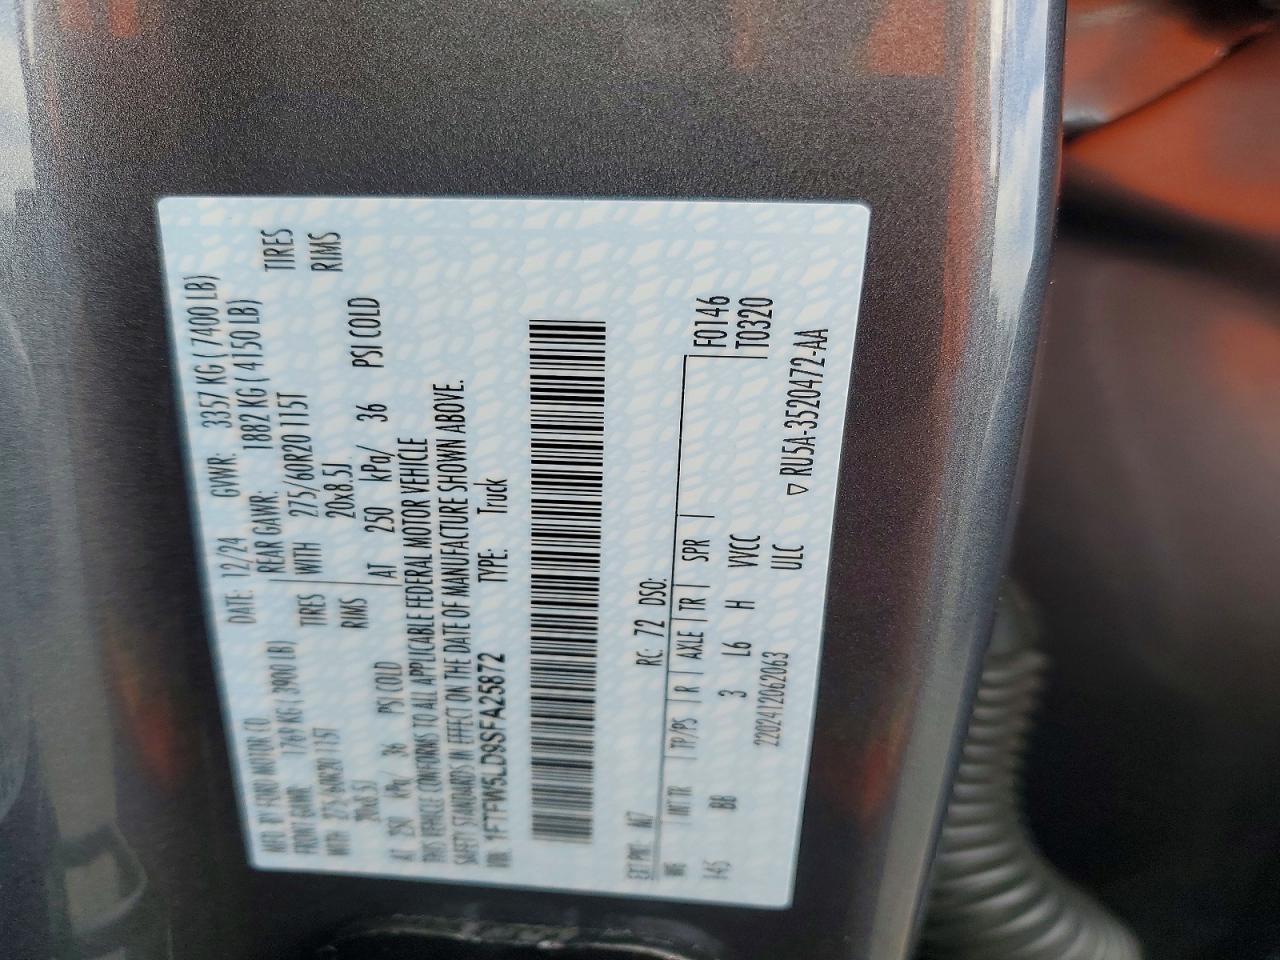 MFD. BY FORD MOTOR CO. DATE: 12/24 GVWR: 3357 KG ( 7400 LB)
FRONT GAWR: 1769 KG ( 3900 LB) REAR GAWR: 1882 KG ( 4150 LB)
WITH 275/60R20 115T TIRES WITH 275/60R20 115T TIRES
20x8.5J RIMS 20x8.5J RIMS
AT 250 kPa/ 36 PSI COLD AT 250 kPa/ 36 PSI COLD
THIS VEHICLE CONFORMS TO ALL APPLICABLE FEDERAL MOTOR VEHICLE
SAFETY STANDARDS IN EFFECT ON THE DATE OF MANUFACTURE SHOWN ABOVE.
VIN: 1FTFW5LD9SFA25872 TYPE: Truck
EXT PNT: M7 RC: 72 DSO:
WB INT TR TP/PS R AXLE TR SPR F0146
145 BB 3 L6 H VVCC T0320
2202412062063 ULC ▽ RU5A-3520472-AA